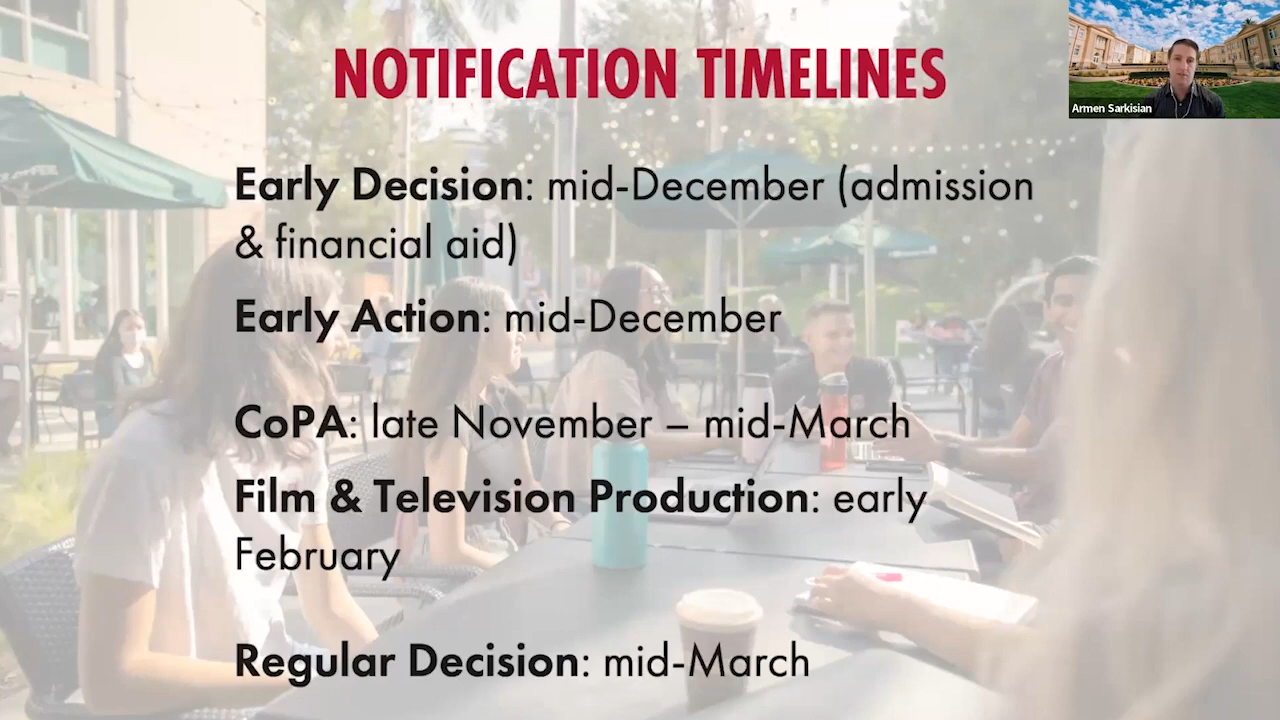 NOTIFICATION TIMELINES
Armen Sarkisian
Early Decision: mid-December (admission
& financial aid)
Early Action: mid-December
CoPA: late November – mid-March
Film & Television Production: early
February
Regular Decision: mid-March